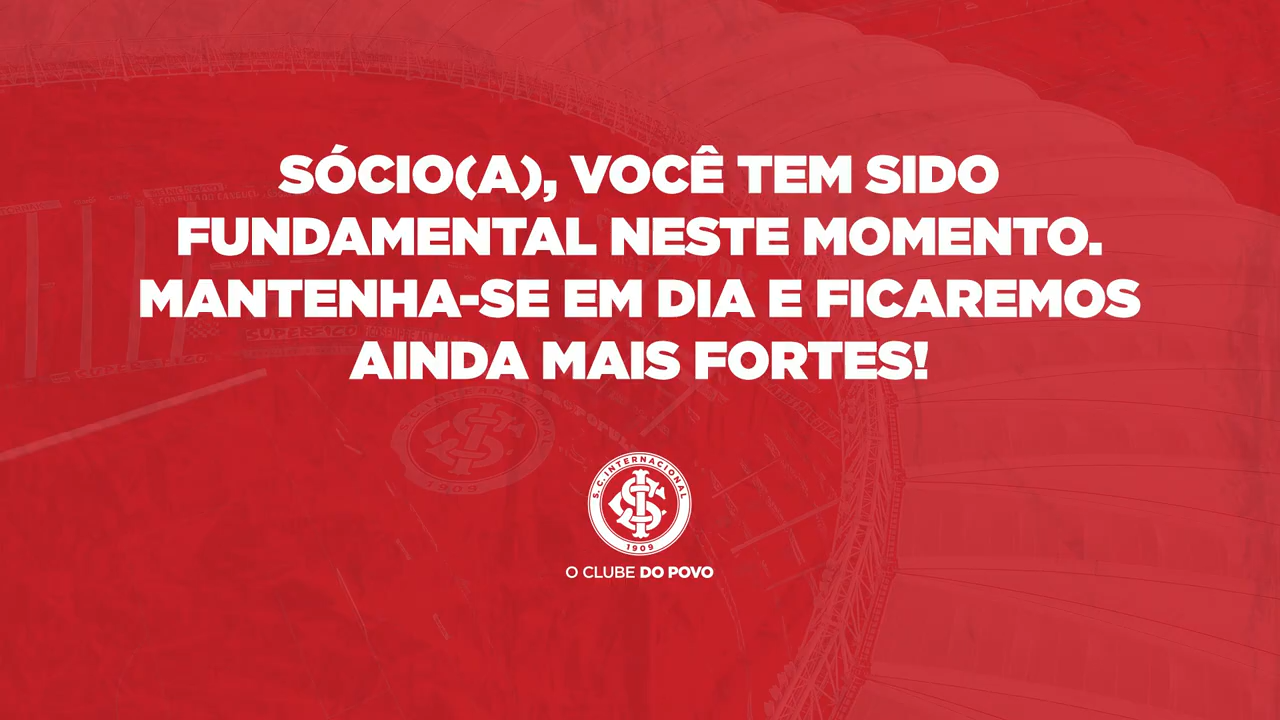 SÓCIO(A), VOCÊ TEM SIDO
FUNDAMENTAL NESTE MOMENTO.
MANTENHA-SE EM DIA E FICAREMOS
AINDA MAIS FORTES!
S.C. INTERNACIONAL
1909
O CLUBE DO POVO